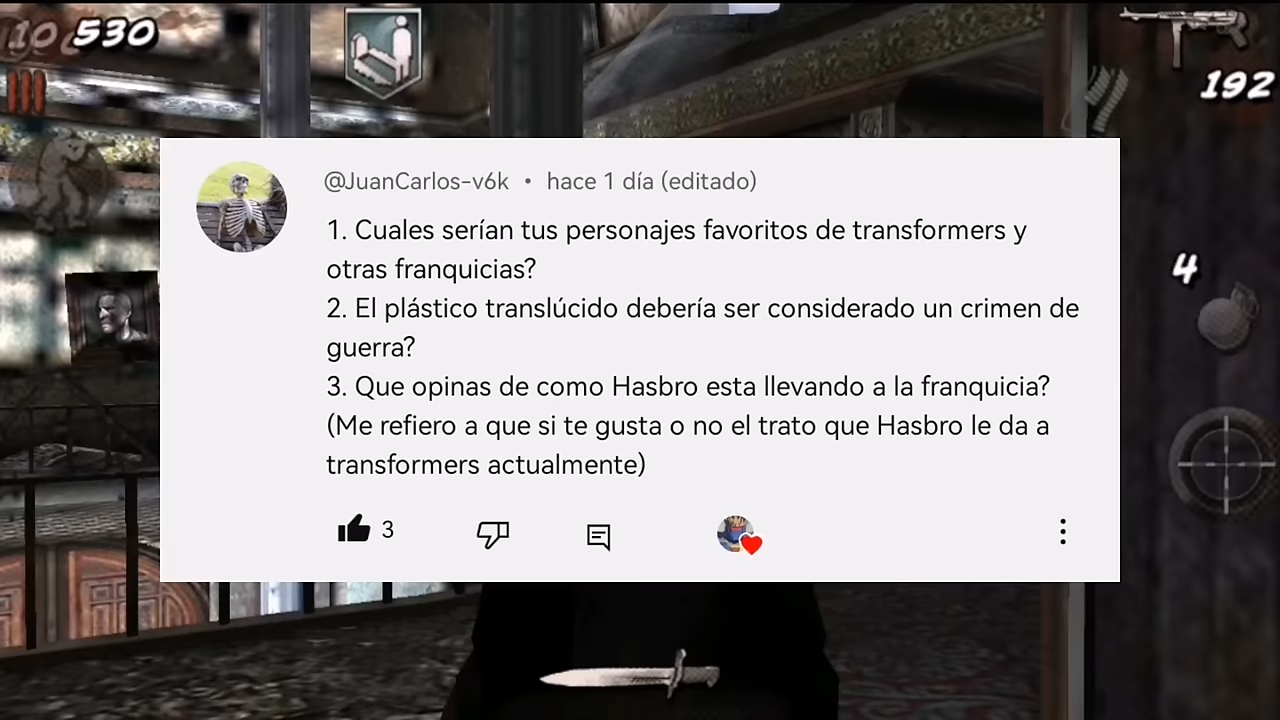 530
192
@JuanCarlos-v6k • hace 1 día (editado)
1. Cuales serían tus personajes favoritos de transformers y
otras franquicias?
2. El plástico translúcido debería ser considerado un crimen de
guerra?
3. Que opinas de como Hasbro esta llevando a la franquicia?
(Me refiero a que si te gusta o no el trato que Hasbro le da a
transformers actualmente)
4
3